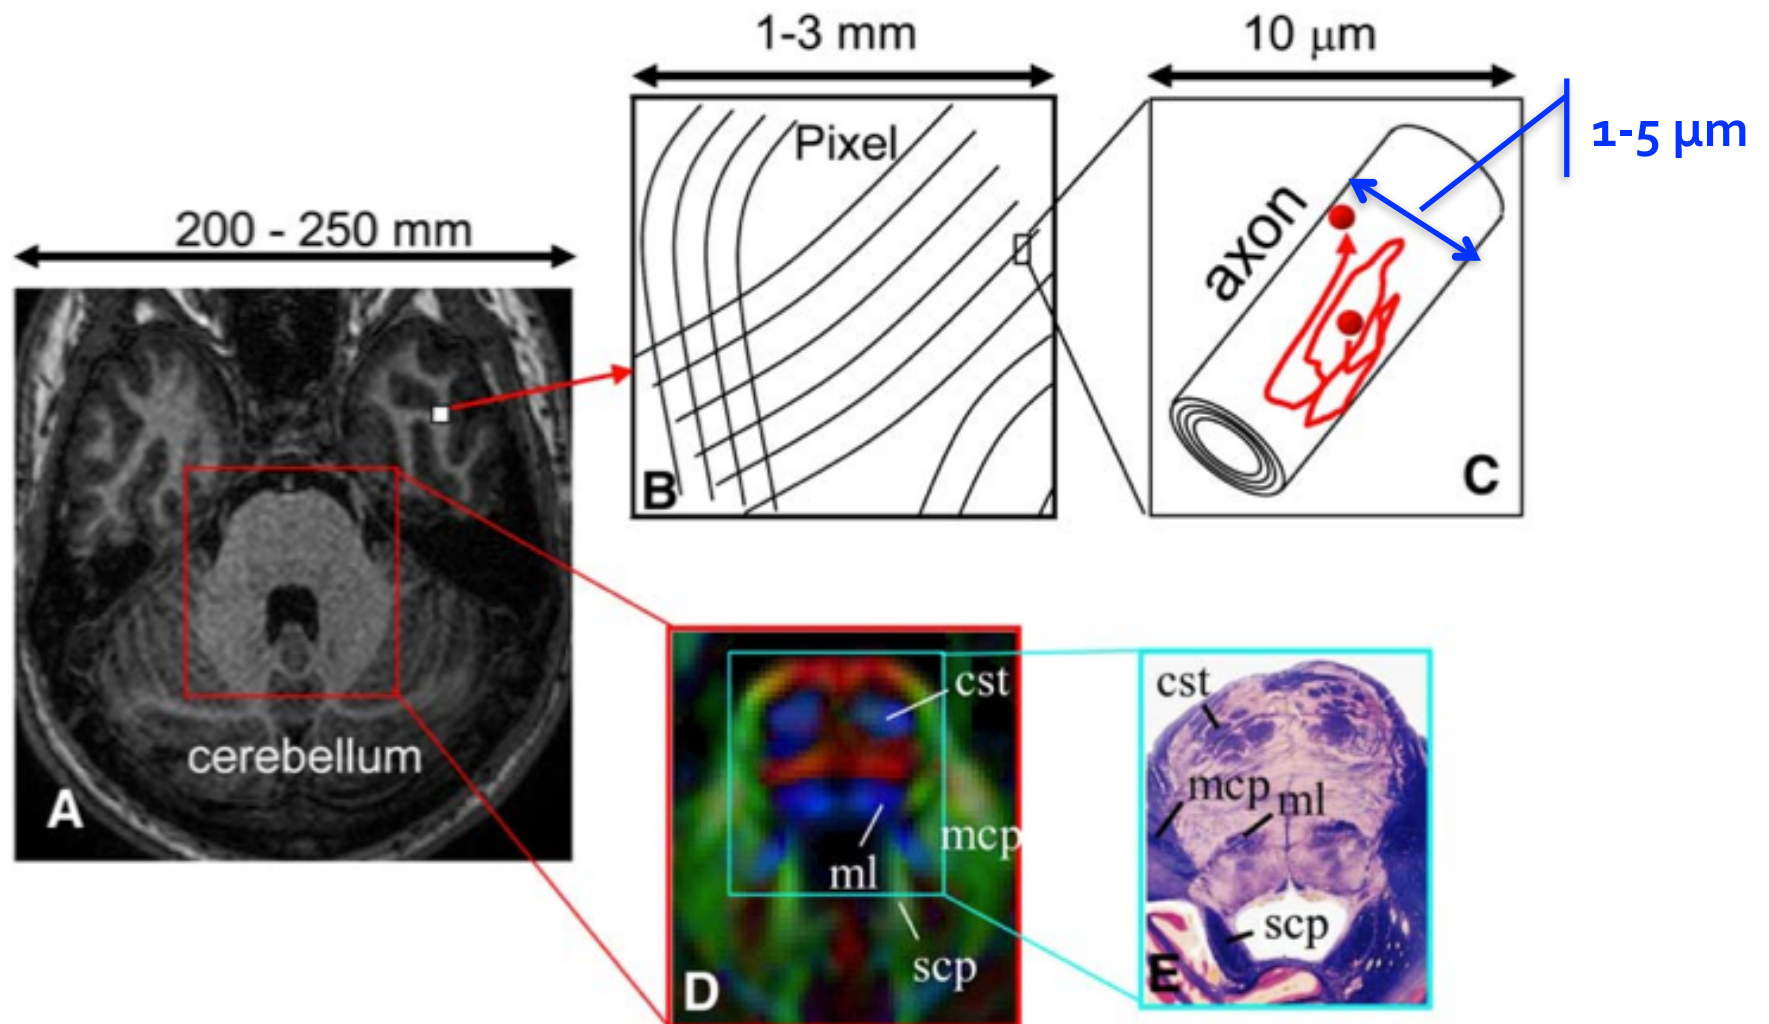 200 - 250 mm
cerebellum
A
1-3 mm
Pixel
B
10 μm
1-5 μm
axon
C
cst
mcp
ml
scp
D
cst
mcp
ml
scp
E